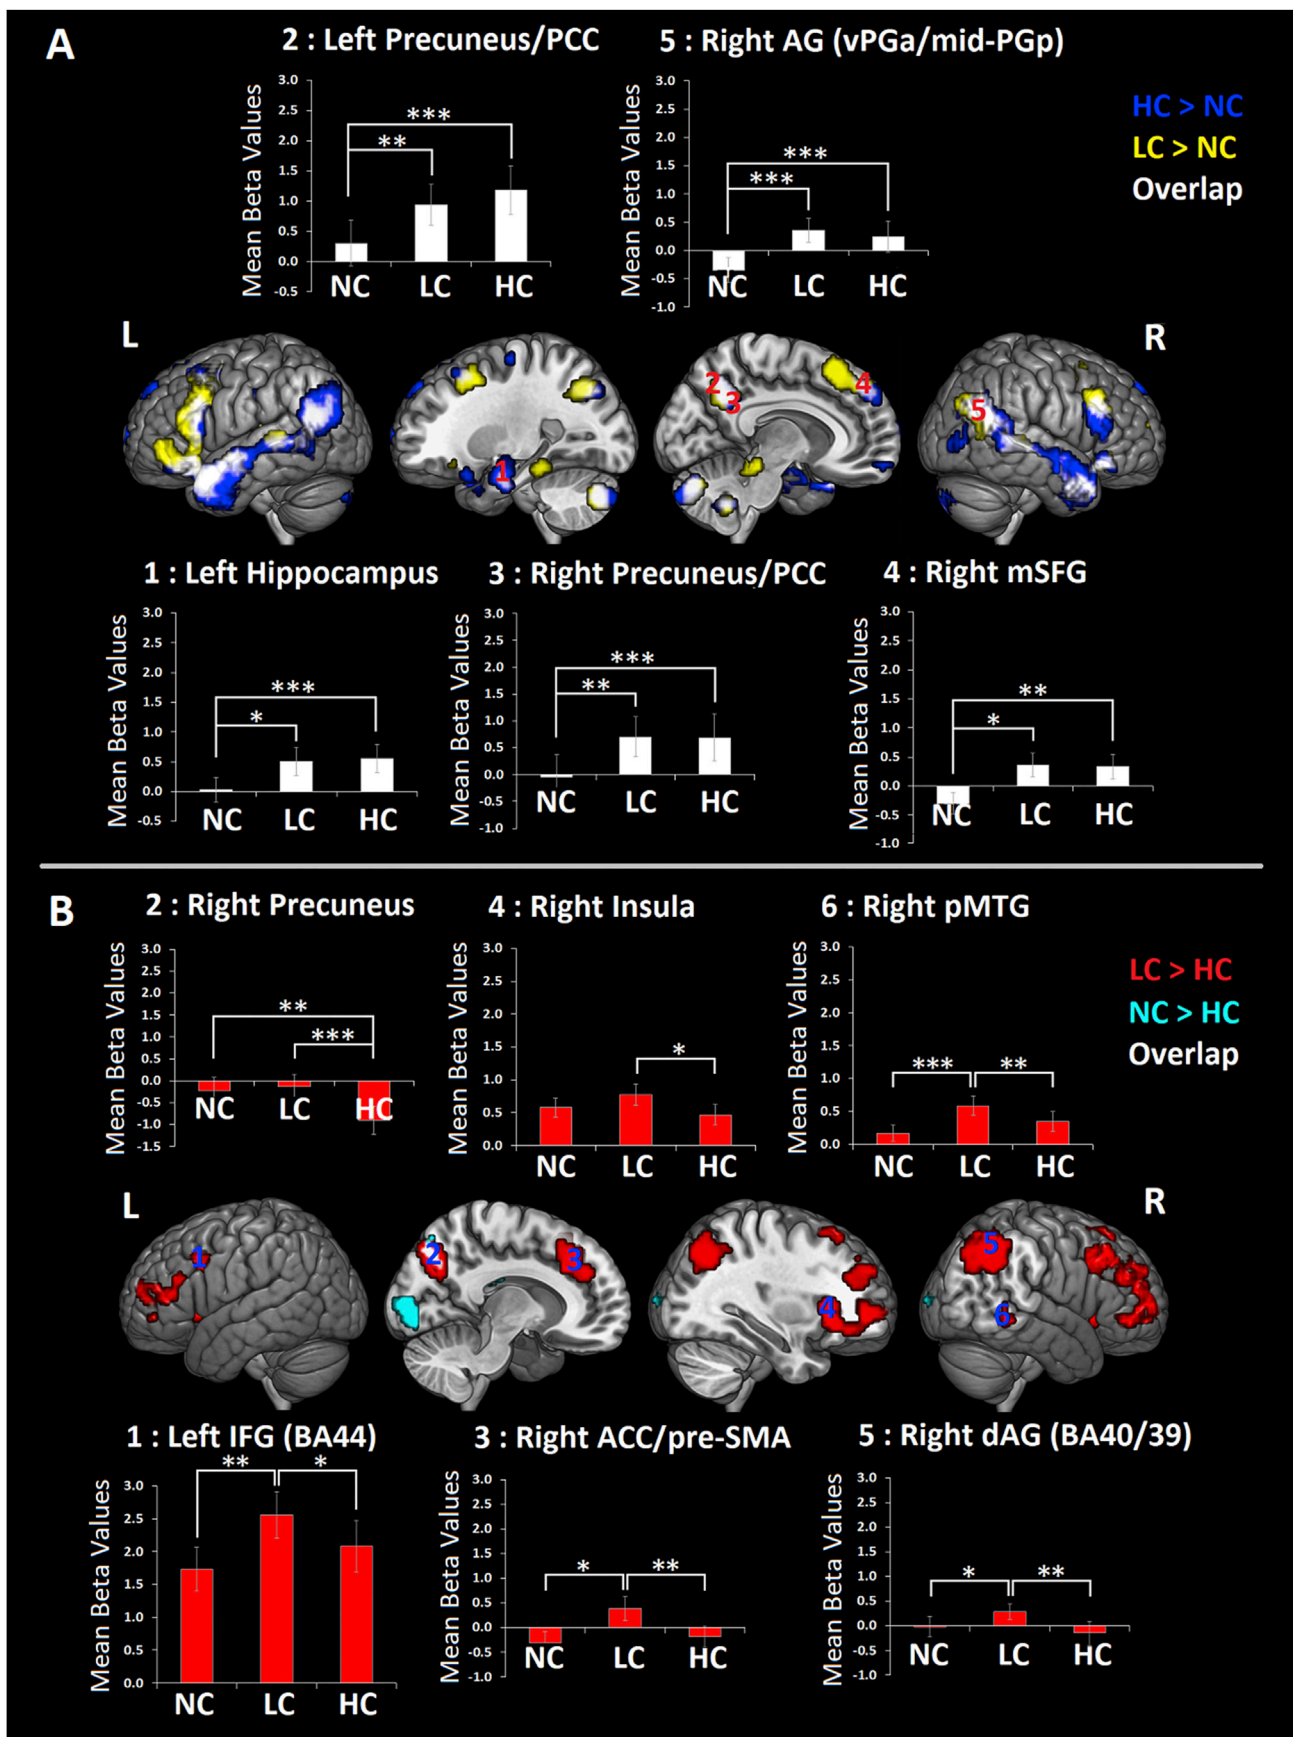 A
2 : Left Precuneus/PCC
5 : Right AG (vPGa/mid-PGp)
Mean Beta Values
3.0
2.5
2.0
1.5
1.0
0.5
0.0
-0.5
***
**
NC LC HC
Mean Beta Values
3.0
2.5
2.0
1.5
1.0
0.5
0.0
-0.5
-1.0
***
***
NC LC HC
HC > NC
LC > NC
Overlap
L
R
1
2
3
4
5
1 : Left Hippocampus
3 : Right Precuneus/PCC
4 : Right mSFG
Mean Beta Values
3.0
2.5
2.0
1.5
1.0
0.5
0.0
-0.5
***
*
NC LC HC
Mean Beta Values
3.0
2.5
2.0
1.5
1.0
0.5
0.0
-0.5
-1.0
***
**
NC LC HC
Mean Beta Values
3.0
2.5
2.0
1.5
1.0
0.5
0.0
-0.5
-1.0
**
*
NC LC HC
B
2 : Right Precuneus
4 : Right Insula
6 : Right pMTG
Mean Beta Values
3.0
2.5
2.0
1.5
1.0
0.5
0.0
-0.5
-1.0
-1.5
**
***
NC LC HC
Mean Beta Values
3.0
2.5
2.0
1.5
1.0
0.5
0.0
*
NC LC HC
Mean Beta Values
3.0
2.5
2.0
1.5
1.0
0.5
0.0
*** **
NC LC HC
LC > HC
NC > HC
Overlap
L
R
1
2
3
4
5
6
1 : Left IFG (BA44)
3 : Right ACC/pre-SMA
5 : Right dAG (BA40/39)
Mean Beta Values
3.0
2.5
2.0
1.5
1.0
0.5
0.0
** *
NC LC HC
Mean Beta Values
3.0
2.5
2.0
1.5
1.0
0.5
0.0
-0.5
-1.0
* **
NC LC HC
Mean Beta Values
3.0
2.5
2.0
1.5
1.0
0.5
0.0
-0.5
-1.0
* **
NC LC HC